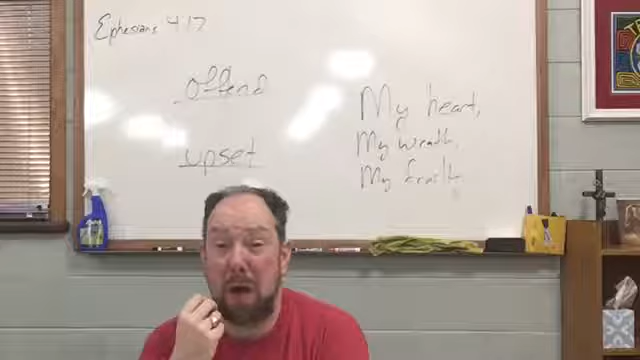 Ephesians 4:17
offend
upset
My heart,
My wrath,
My fault